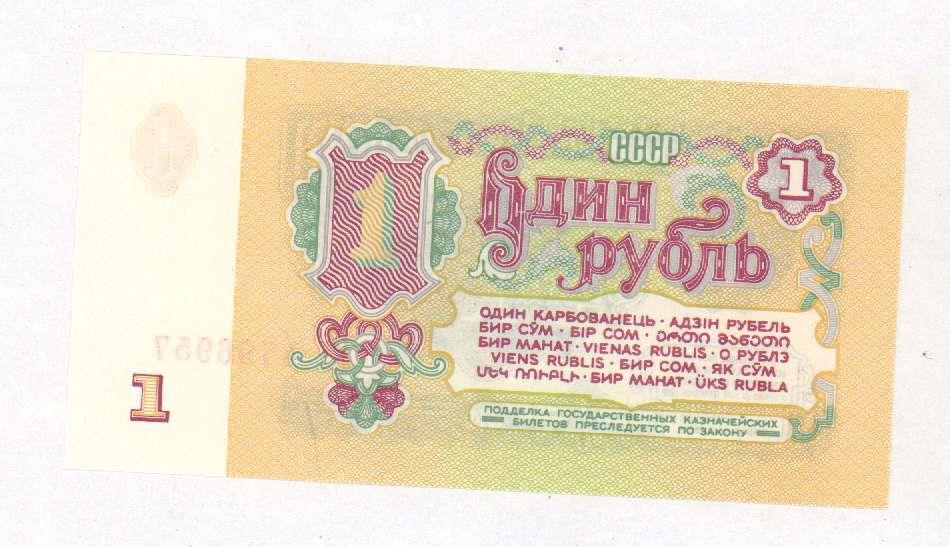 СССР
1
1
Один
рубль
ОДИН КАРБОВАНЕЦЬ · АДЗІН РУБЕЛЬ
БИР СЎМ · БІР СОМ · ᲔᲠᲗᲘ ᲛᲐᲜᲔᲗᲘ
БИР МАНАТ · VIENAS RUBLIS · О РУБЛЭ
VIENS RUBLIS · БИР СОМ · ЯК СЎМ
ՄԵԿ ՌՈՒԲԼԻ · БИР МАНАТ · ÜKS RUBLA
ПОДДЕЛКА ГОСУДАРСТВЕННЫХ КАЗНАЧЕЙСКИХ
БИЛЕТОВ ПРЕСЛЕДУЕТСЯ ПО ЗАКОНУ
1